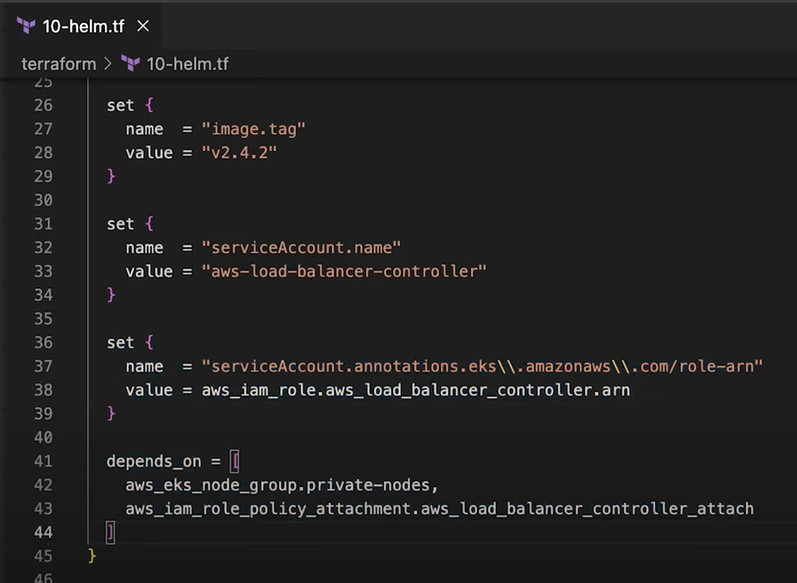 10-helm.tf ×
terraform > 10-helm.tf
25
26 set {
27 name = "image.tag"
28 value = "v2.4.2"
29 }
30
31 set {
32 name = "serviceAccount.name"
33 value = "aws-load-balancer-controller"
34 }
35
36 set {
37 name = "serviceAccount.annotations.eks\\.amazonaws\\.com/role-arn"
38 value = aws_iam_role.aws_load_balancer_controller.arn
39 }
40
41 depends_on = [
42 aws_eks_node_group.private-nodes,
43 aws_iam_role_policy_attachment.aws_load_balancer_controller_attach
44 ]
45 }
46